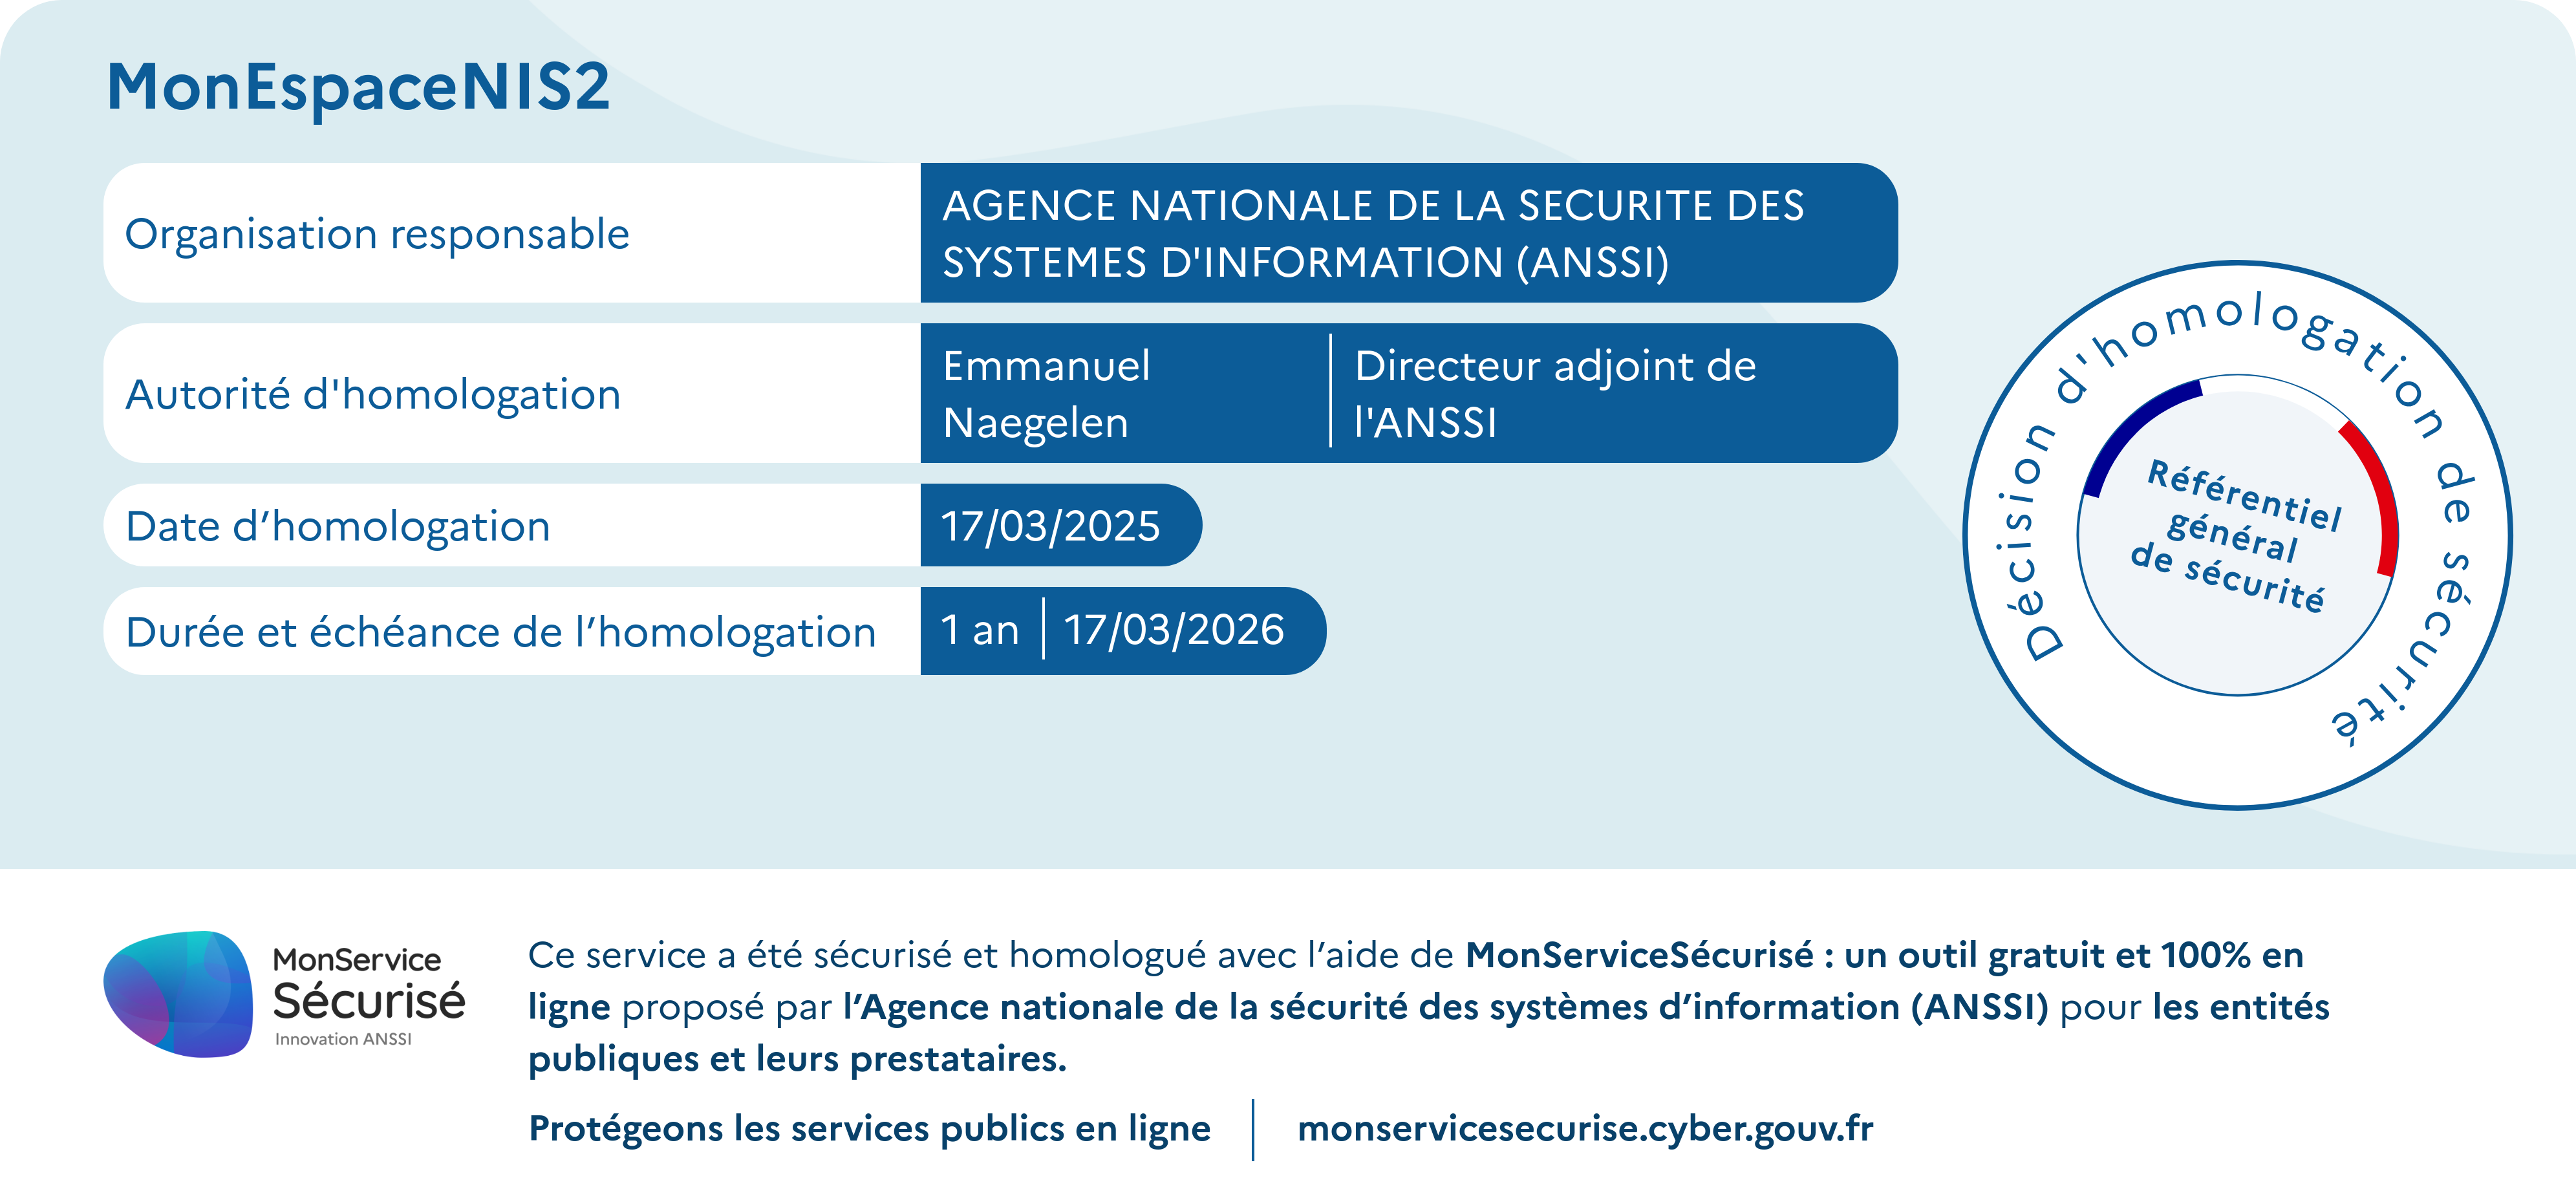 MonEspaceNIS2
Organisation responsable
AGENCE NATIONALE DE LA SECURITE DES
SYSTEMES D'INFORMATION (ANSSI)
Autorité d'homologation
Emmanuel
Naegelen
Directeur adjoint de
l'ANSSI
Date d’homologation
17/03/2025
Durée et échéance de l’homologation
1 an
17/03/2026
Décision d'homologation de sécurité
Référentiel
général
de sécurité
MonService
Sécurisé
Innovation ANSSI
Ce service a été sécurisé et homologué avec l’aide de MonServiceSécurisé : un outil gratuit et 100% en
ligne proposé par l’Agence nationale de la sécurité des systèmes d’information (ANSSI) pour les entités
publiques et leurs prestataires.
Protégeons les services publics en ligne
monservicesecurise.cyber.gouv.fr